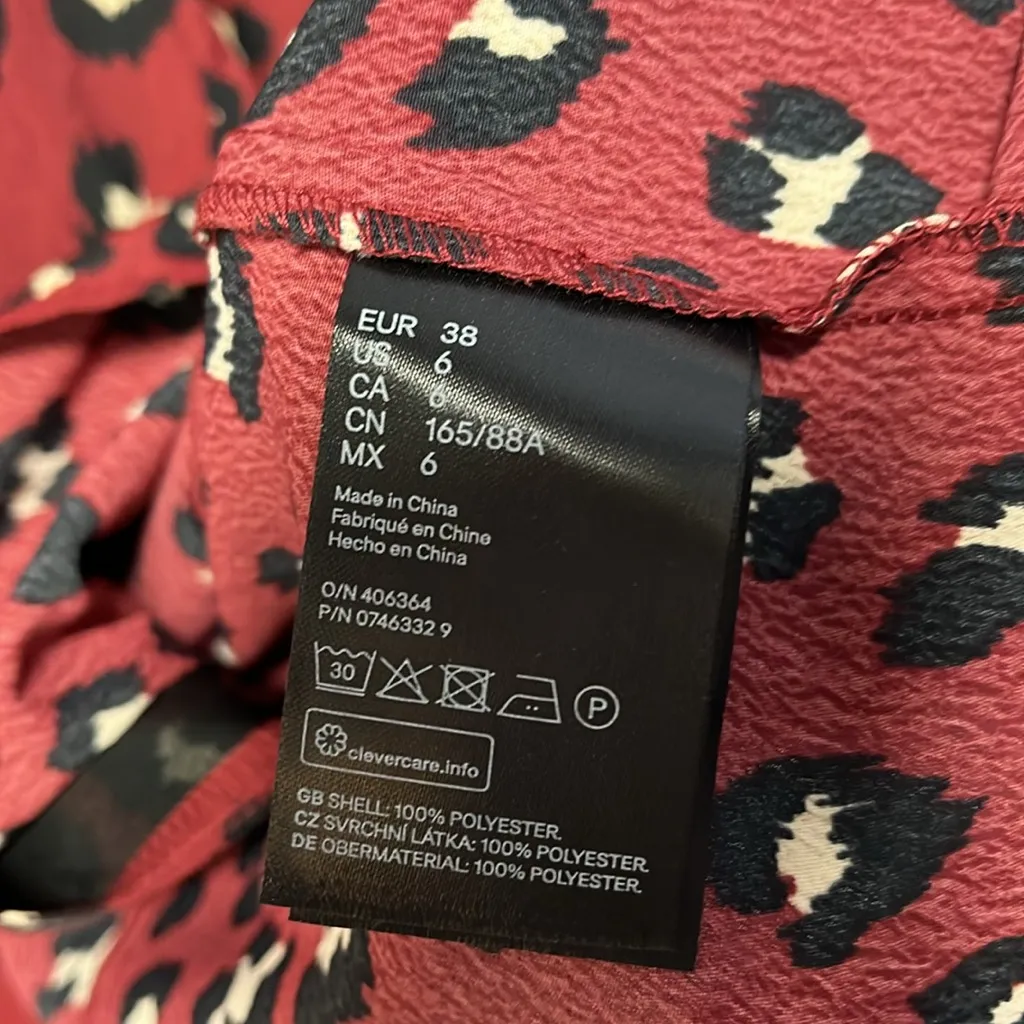 EUR 38
US 6
CA 6
CN 165/88A
MX 6
Made in China
Fabriqué en Chine
Hecho en China
O/N 406364
P/N 0746332 9
30
P
clevercare.info
GB SHELL: 100% POLYESTER.
CZ SVRCHNÍ LÁTKA: 100% POLYESTER.
DE OBERMATERIAL: 100% POLYESTER.